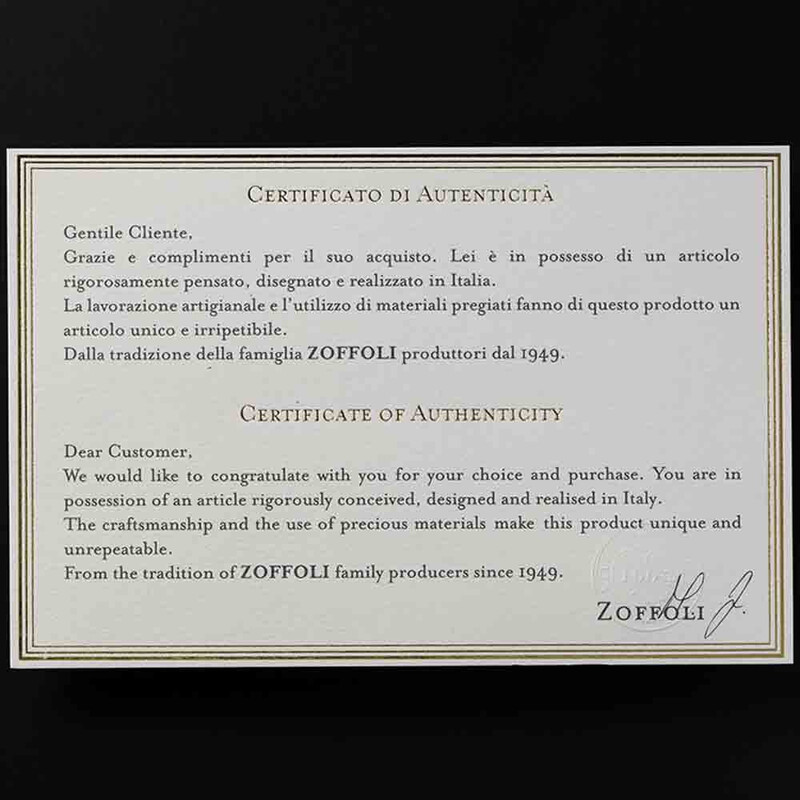 CERTIFICATO DI AUTENTICITÀ
Gentile Cliente,
Grazie e complimenti per il suo acquisto. Lei è in possesso di un articolo
rigorosamente pensato, disegnato e realizzato in Italia.
La lavorazione artigianale e l'utilizzo di materiali pregiati fanno di questo prodotto un
articolo unico e irripetibile.
Dalla tradizione della famiglia ZOFFOLI produttori dal 1949.
CERTIFICATE OF AUTHENTICITY
Dear Customer,
We would like to congratulate with you for your choice and purchase. You are in
possession of an article rigorously conceived, designed and realised in Italy.
The craftsmanship and the use of precious materials make this product unique and
unrepeatable.
From the tradition of ZOFFOLI family producers since 1949.
ZOFFOLI